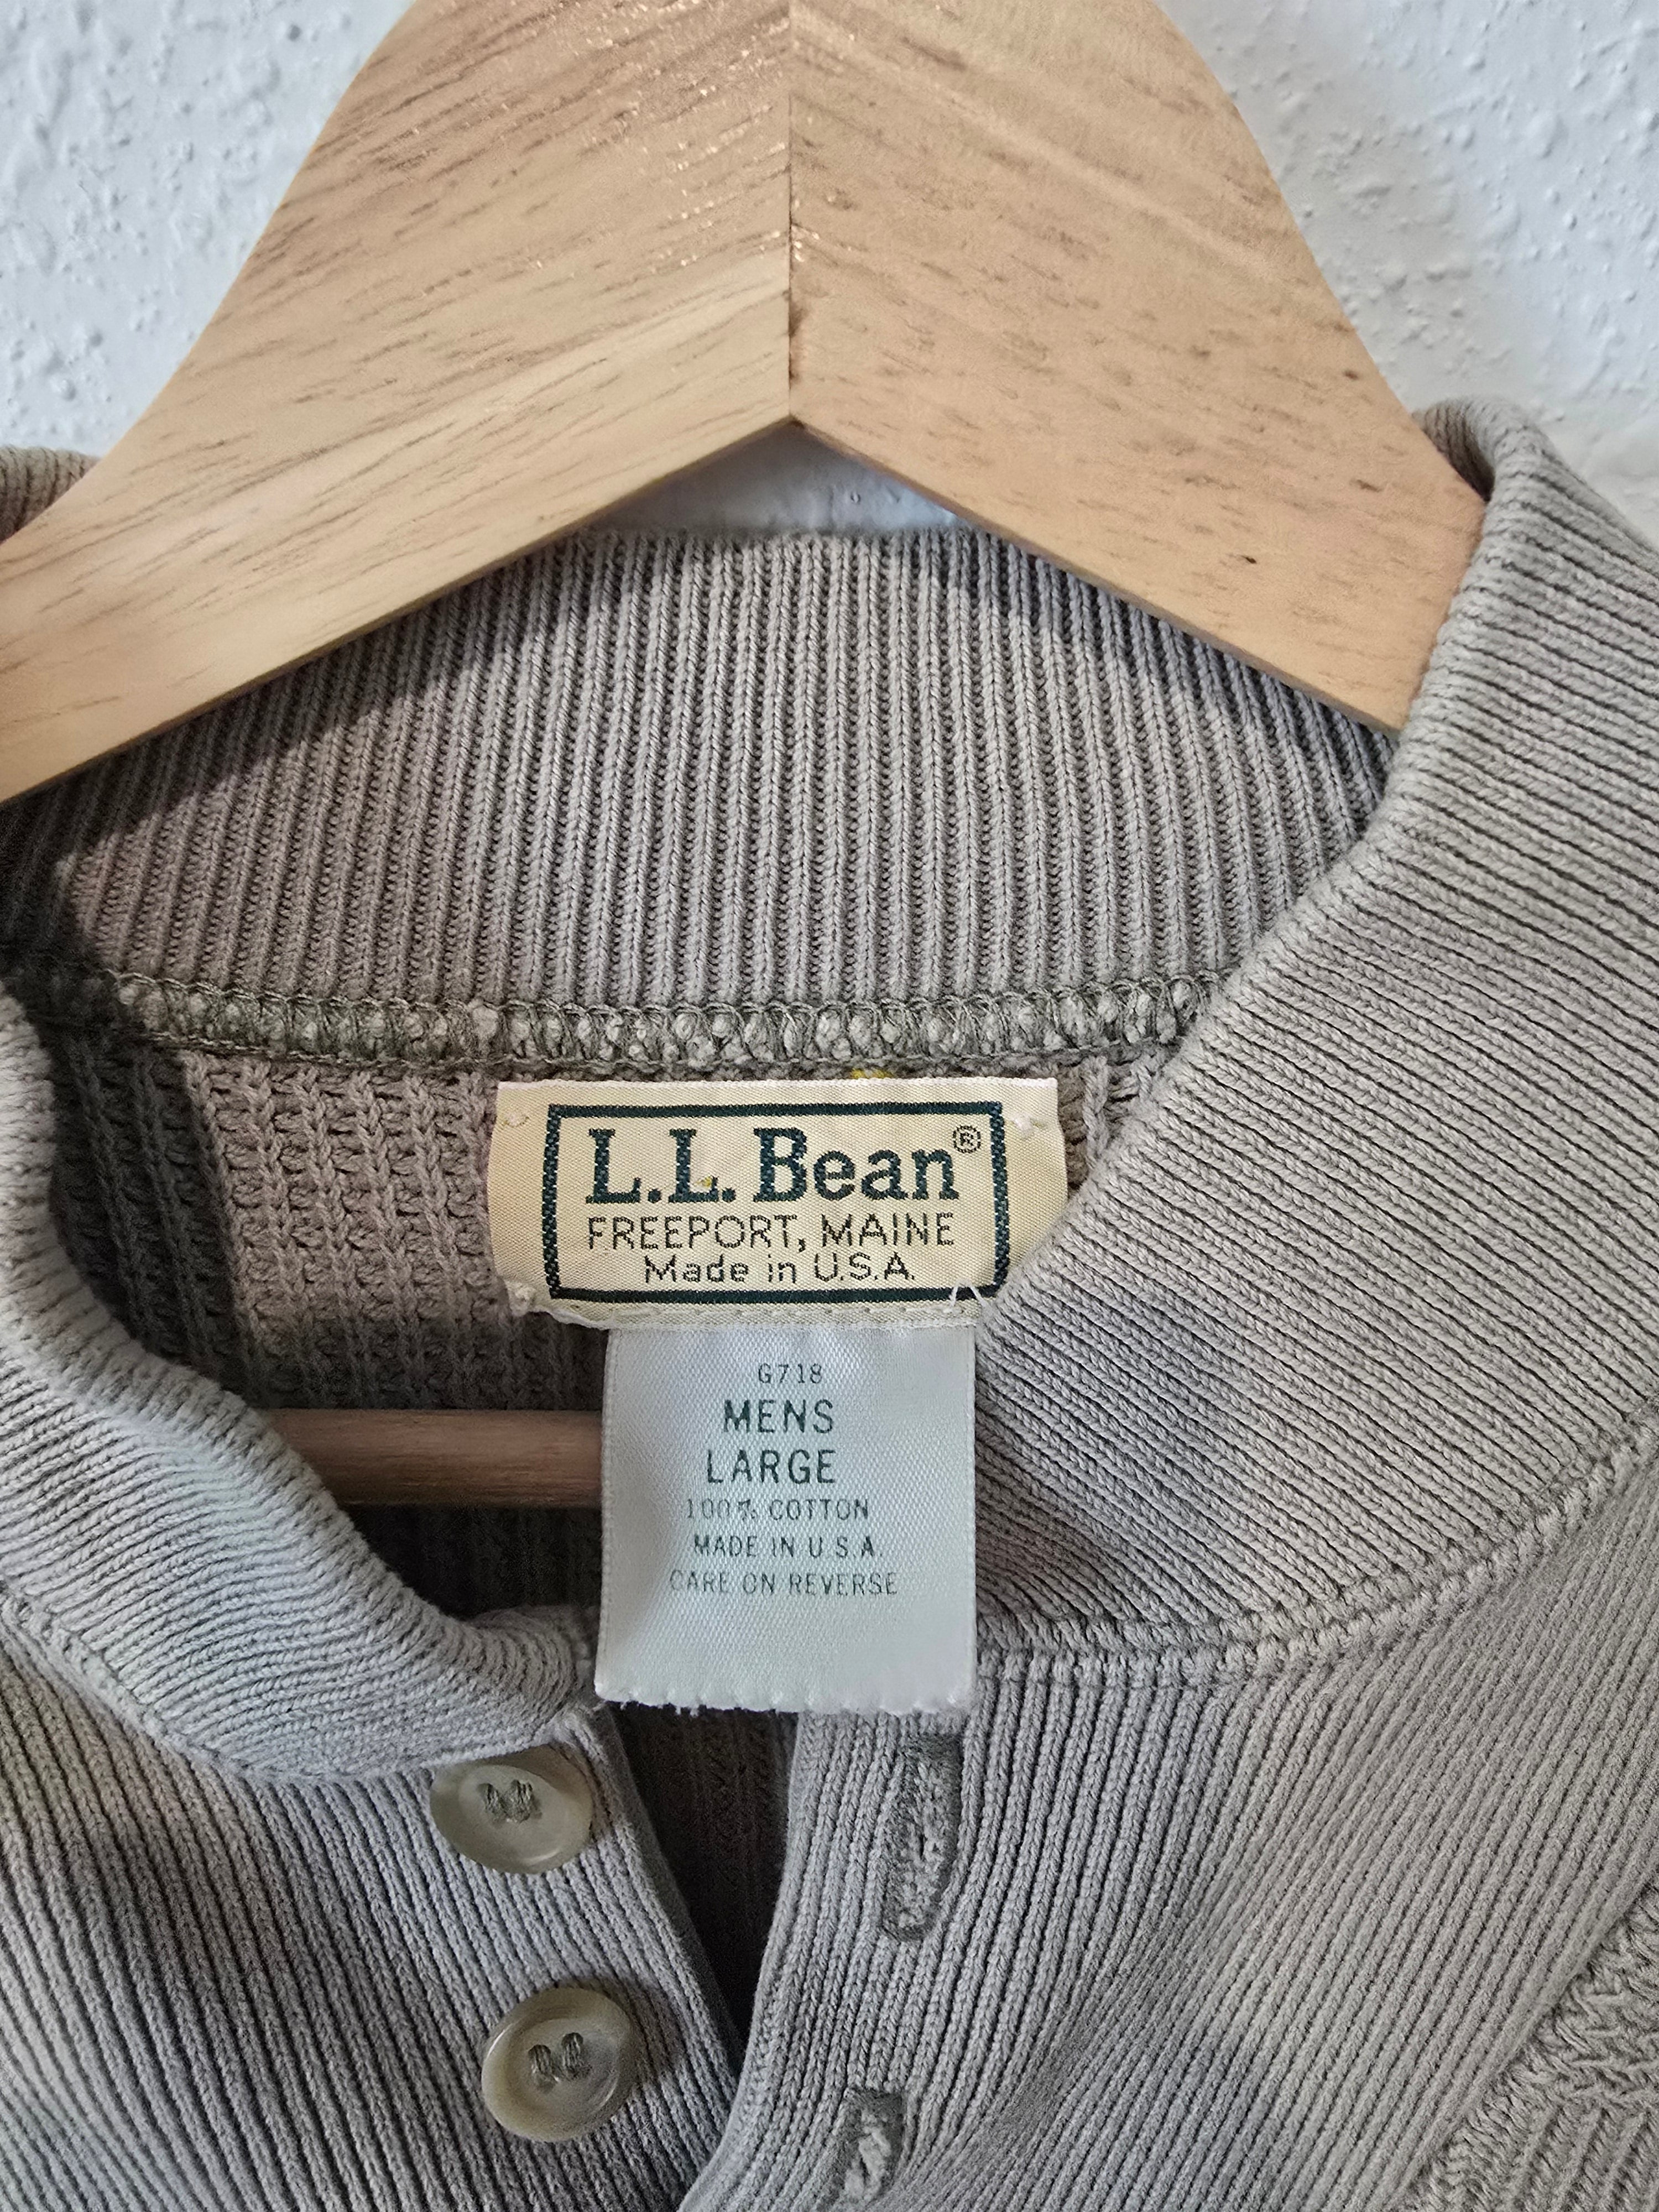 L.L.Bean®
FREEPORT, MAINE
Made in U.S.A.
G718
MENS
LARGE
100% COTTON
MADE IN U.S.A.
CARE ON REVERSE